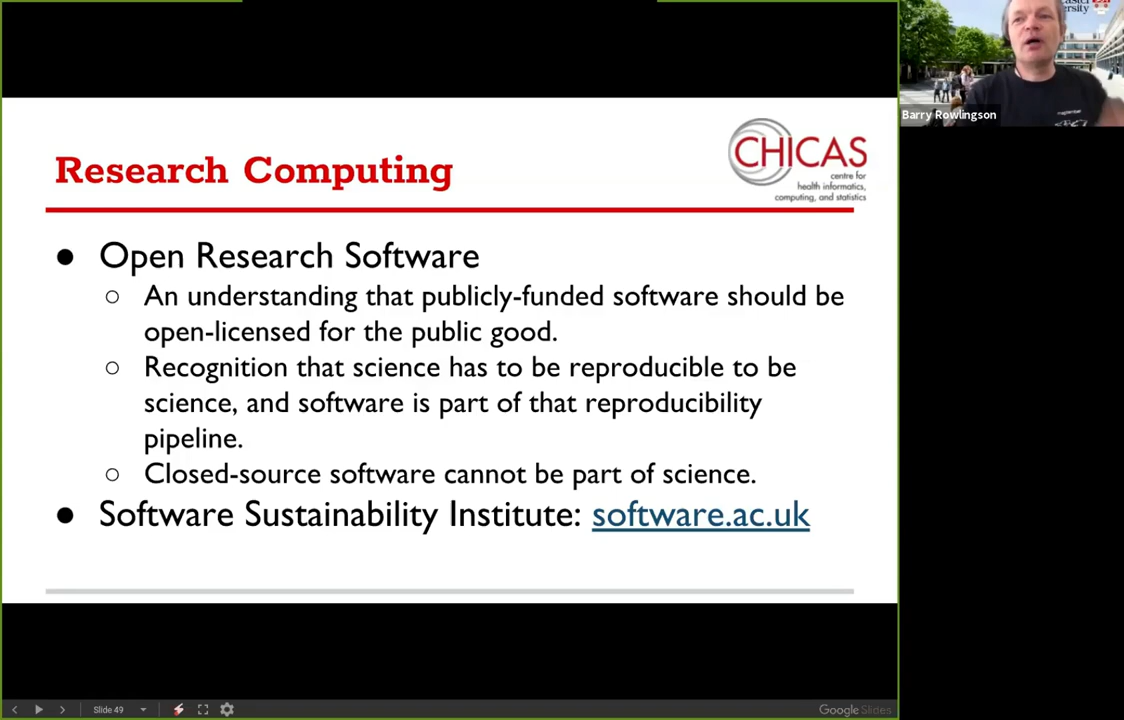 Research Computing
CHICAS
centre for
health informatics,
computing, and statistics
● Open Research Software
○ An understanding that publicly-funded software should be
open-licensed for the public good.
○ Recognition that science has to be reproducible to be
science, and software is part of that reproducibility
pipeline.
○ Closed-source software cannot be part of science.
● Software Sustainability Institute: software.ac.uk
Barry Rowlingson
Slide 49
Google Slides